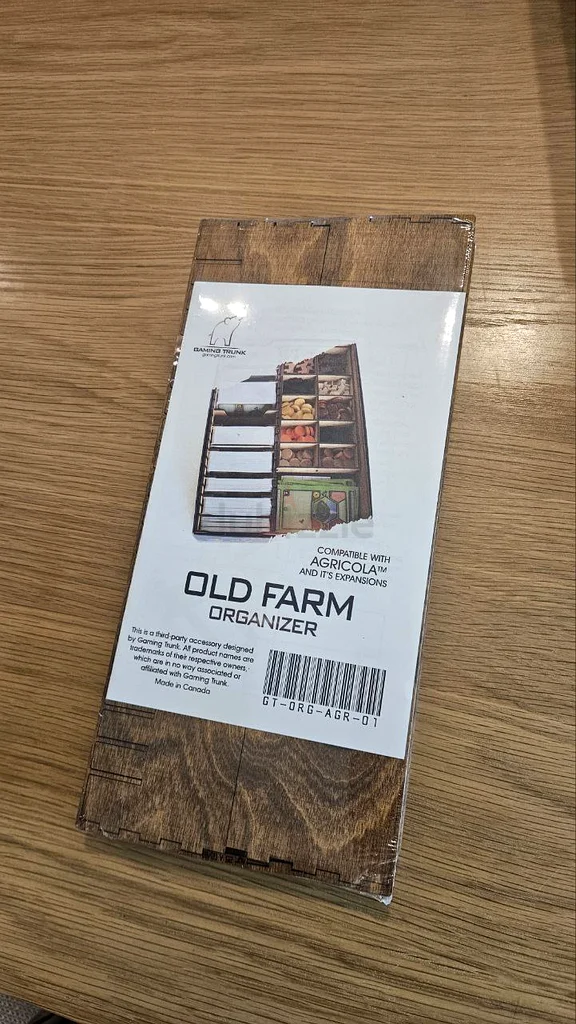 GAMING TRUNK
gamingtrunk.com
COMPATIBLE WITH
AGRICOLA™
AND IT'S EXPANSIONS
OLD FARM
ORGANIZER
This is a third-party accessory designed
by Gaming Trunk. All product names are
trademarks of their respective owners,
which are in no way associated or
affiliated with Gaming Trunk.
Made in Canada
GT-ORG-AGR-01